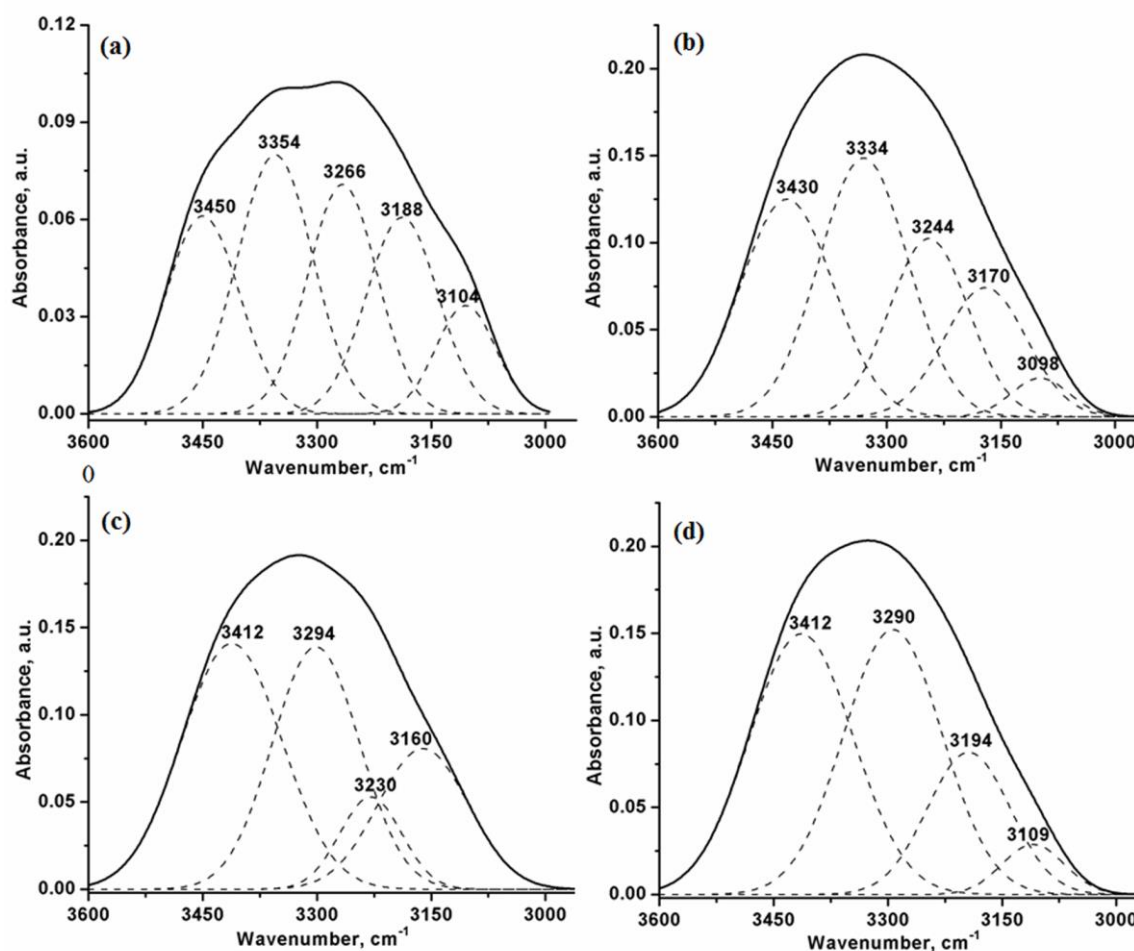 0.12
(a)
0.09
0.06
0.03
0.00
Absorbance, a.u.
3450
3354
3266
3188
3104
3600 3450 3300 3150 3000
Wavenumber, cm-1
(b)
0.20
0.15
0.10
0.05
0.00
Absorbance, a.u.
3430
3334
3244
3170
3098
3600 3450 3300 3150 3000
Wavenumber, cm-1
()
(c)
0.20
0.15
0.10
0.05
0.00
Absorbance, a.u.
3412
3294
3230
3160
3600 3450 3300 3150 3000
Wavenumber, cm-1
(d)
0.20
0.15
0.10
0.05
0.00
Absorbance, a.u.
3412
3290
3194
3109
3600 3450 3300 3150 3000
Wavenumber, cm-1